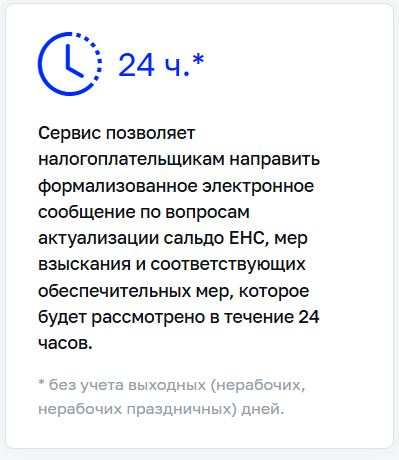 24 ч.*
Сервис позволяет
налогоплательщикам направить
формализованное электронное
сообщение по вопросам
актуализации сальдо ЕНС, мер
взыскания и соответствующих
обеспечительных мер, которое
будет рассмотрено в течение 24
часов.
* без учета выходных (нерабочих,
нерабочих праздничных) дней.